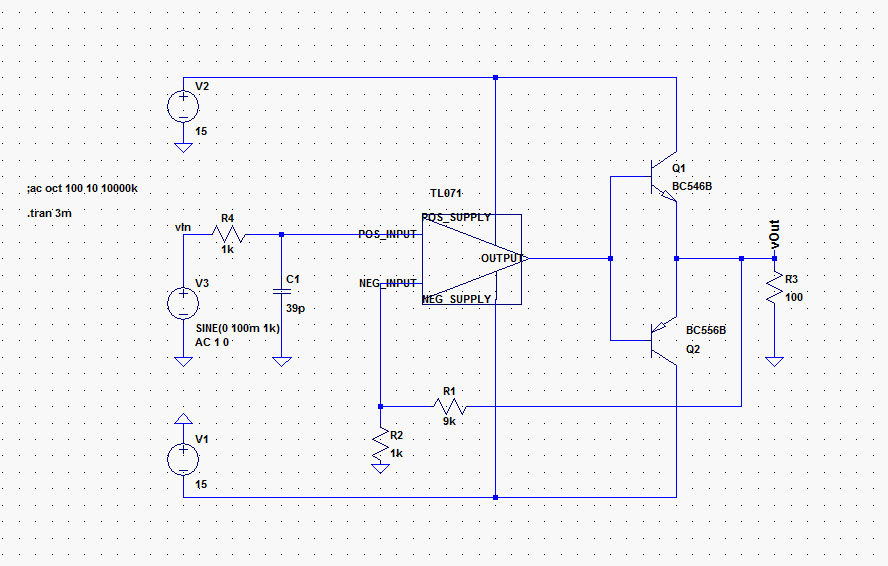 V2
15
;ac oct 100 10 10000k
.tran 3m
vIn
R4
1k
V3
SINE(0 100m 1k)
AC 1 0
C1
39p
TL071
POS_SUPPLY
POS_INPUT
OUTPUT
NEG_INPUT
NEG_SUPPLY
Q1
BC546B
vOut
R3
100
BC556B
Q2
R1
9k
R2
1k
V1
15